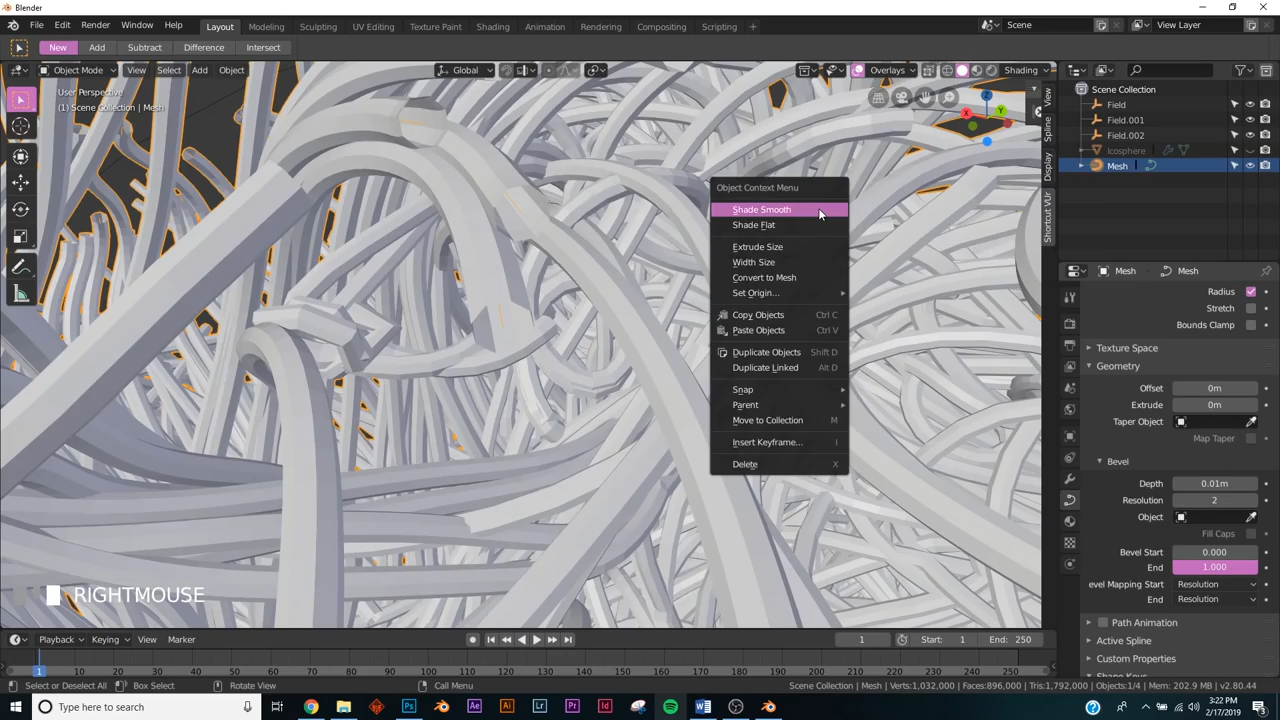 Blender
File Edit Render Window Help Layout Modeling Sculpting UV Editing Texture Paint Shading Animation Rendering Compositing Scripting + Scene View Layer
New Add Subtract Difference Intersect
Object Mode View Select Add Object Global Overlays Shading
User Perspective
(1) Scene Collection | Mesh
Z
X
Y
View
Spline
Display
Scene Collection
Field
Field.001
Field.002
Icosphere
Mesh
Object Context Menu
Shade Smooth
Shade Flat
Extrude Size
Width Size
Convert to Mesh
Set Origin...
Copy Objects Ctrl C
Paste Objects Ctrl V
Duplicate Objects Shift D
Duplicate Linked Alt D
Snap
Parent
Move to Collection M
Insert Keyframe... I
Delete X
Mesh Mesh
Radius
Stretch
Bounds Clamp
Texture Space
Geometry
Offset 0m
Extrude 0m
Taper Object
Map Taper
Bevel
Depth 0.01m
Resolution 2
Object
Fill Caps
Bevel Start 0.000
End 1.000
evel Mapping Start Resolution
End Resolution
Path Animation
Active Spline
Custom Properties
RIGHTMOUSE
Playback Keying View Marker 1 Start: 1 End: 250
1 10 20 30 40 50 60 70 80 90 100 110 120 130 140 150 160 170 180 190 200 210 220 230 240 250
Select or Deselect All Box Select Rotate View Call Menu Scene Collection | Mesh | Verts:1,032,000 | Faces:896,000 | Tris:1,792,000 | Objects:1/4 | Mem: 202.9 MB | v2.80.44
Type here to search
Ps Ae Ai Lr Pr Id W
3:22 PM
2/17/2019